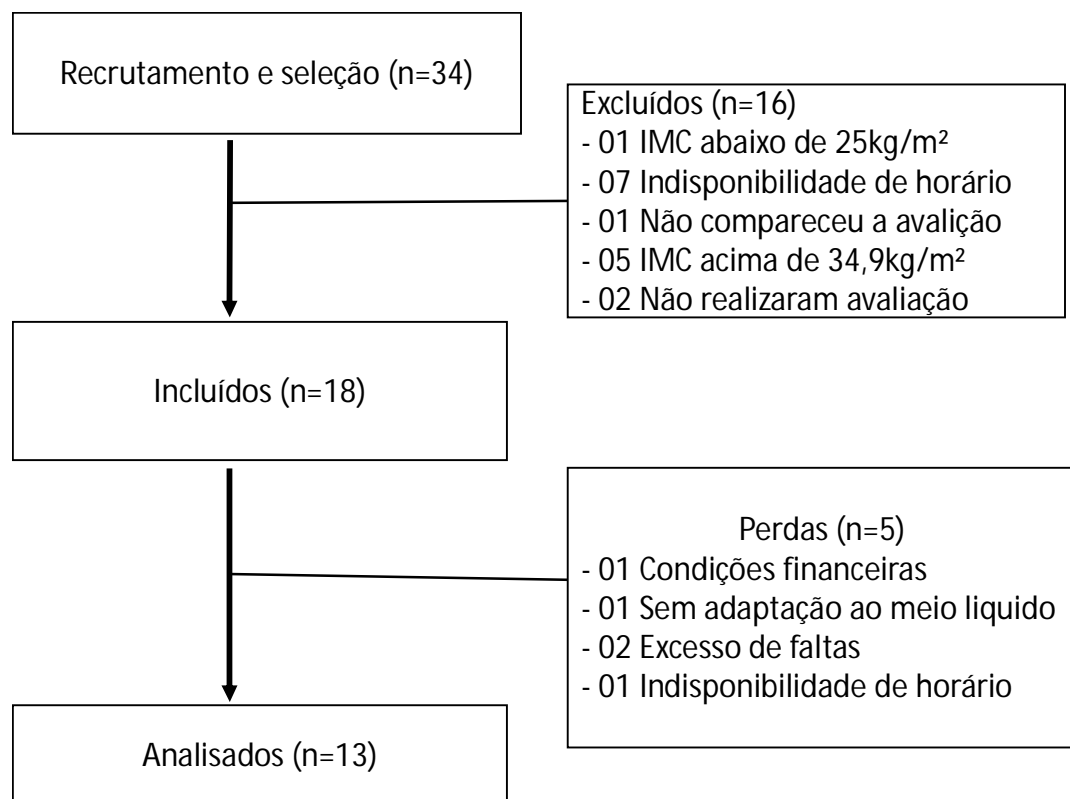 Recrutamento e seleção (n=34)
Excluídos (n=16)
- 01 IMC abaixo de 25kg/m²
- 07 Indisponibilidade de horário
- 01 Não compareceu a avalição
- 05 IMC acima de 34,9kg/m²
- 02 Não realizaram avaliação
Incluídos (n=18)
Perdas (n=5)
- 01 Condições financeiras
- 01 Sem adaptação ao meio liquido
- 02 Excesso de faltas
- 01 Indisponibilidade de horário
Analisados (n=13)